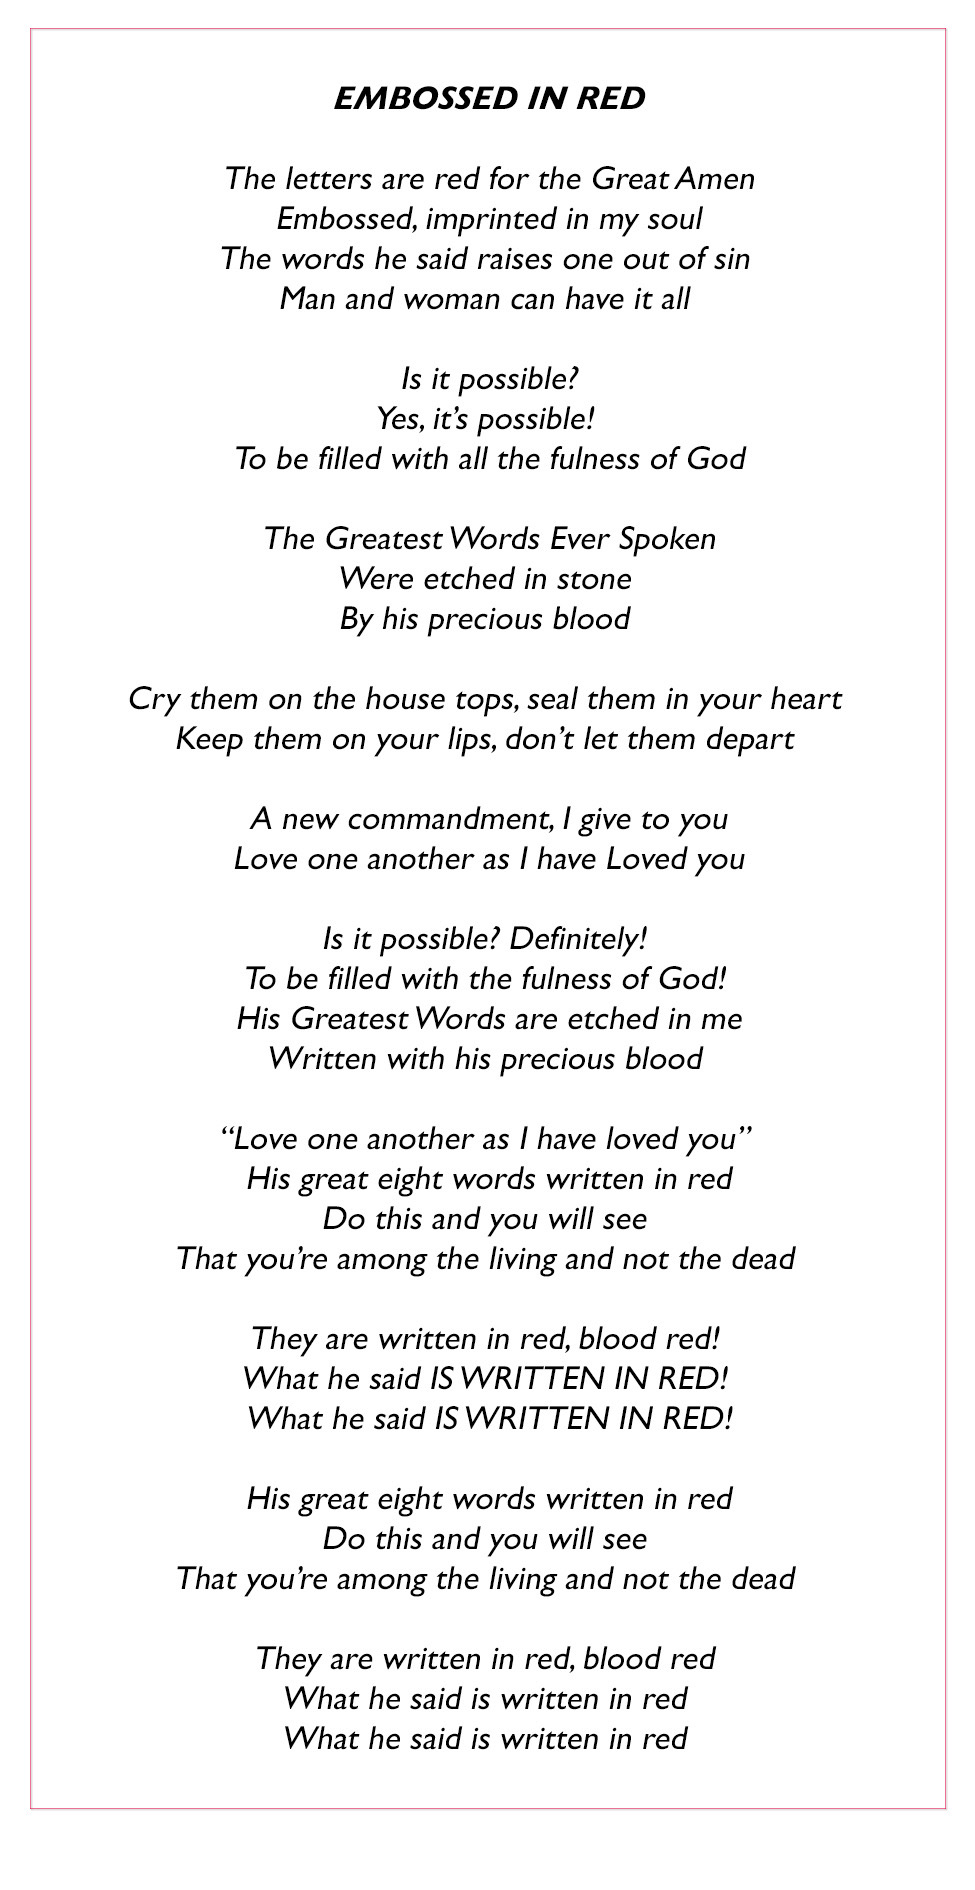 EMBOSSED IN RED
The letters are red for the Great Amen
Embossed, imprinted in my soul
The words he said raises one out of sin
Man and woman can have it all
Is it possible?
Yes, it’s possible!
To be filled with all the fulness of God
The Greatest Words Ever Spoken
Were etched in stone
By his precious blood
Cry them on the house tops, seal them in your heart
Keep them on your lips, don’t let them depart
A new commandment, I give to you
Love one another as I have Loved you
Is it possible? Definitely!
To be filled with the fulness of God!
His Greatest Words are etched in me
Written with his precious blood
“Love one another as I have loved you”
His great eight words written in red
Do this and you will see
That you’re among the living and not the dead
They are written in red, blood red!
What he said IS WRITTEN IN RED!
What he said IS WRITTEN IN RED!
His great eight words written in red
Do this and you will see
That you’re among the living and not the dead
They are written in red, blood red
What he said is written in red
What he said is written in red